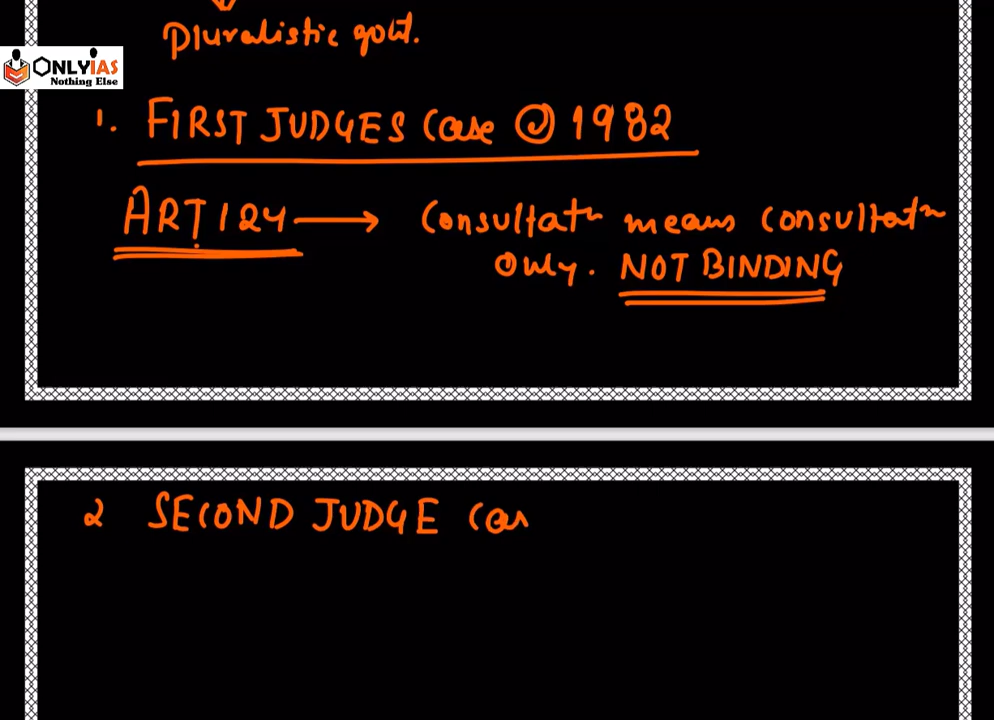 Pluralistic govt.
ONLYIAS
Nothing Else
1. FIRST JUDGES Case @ 1982
ART 124 → Consultatn means consultatn
only. NOT BINDING
2 SECOND JUDGE Cas